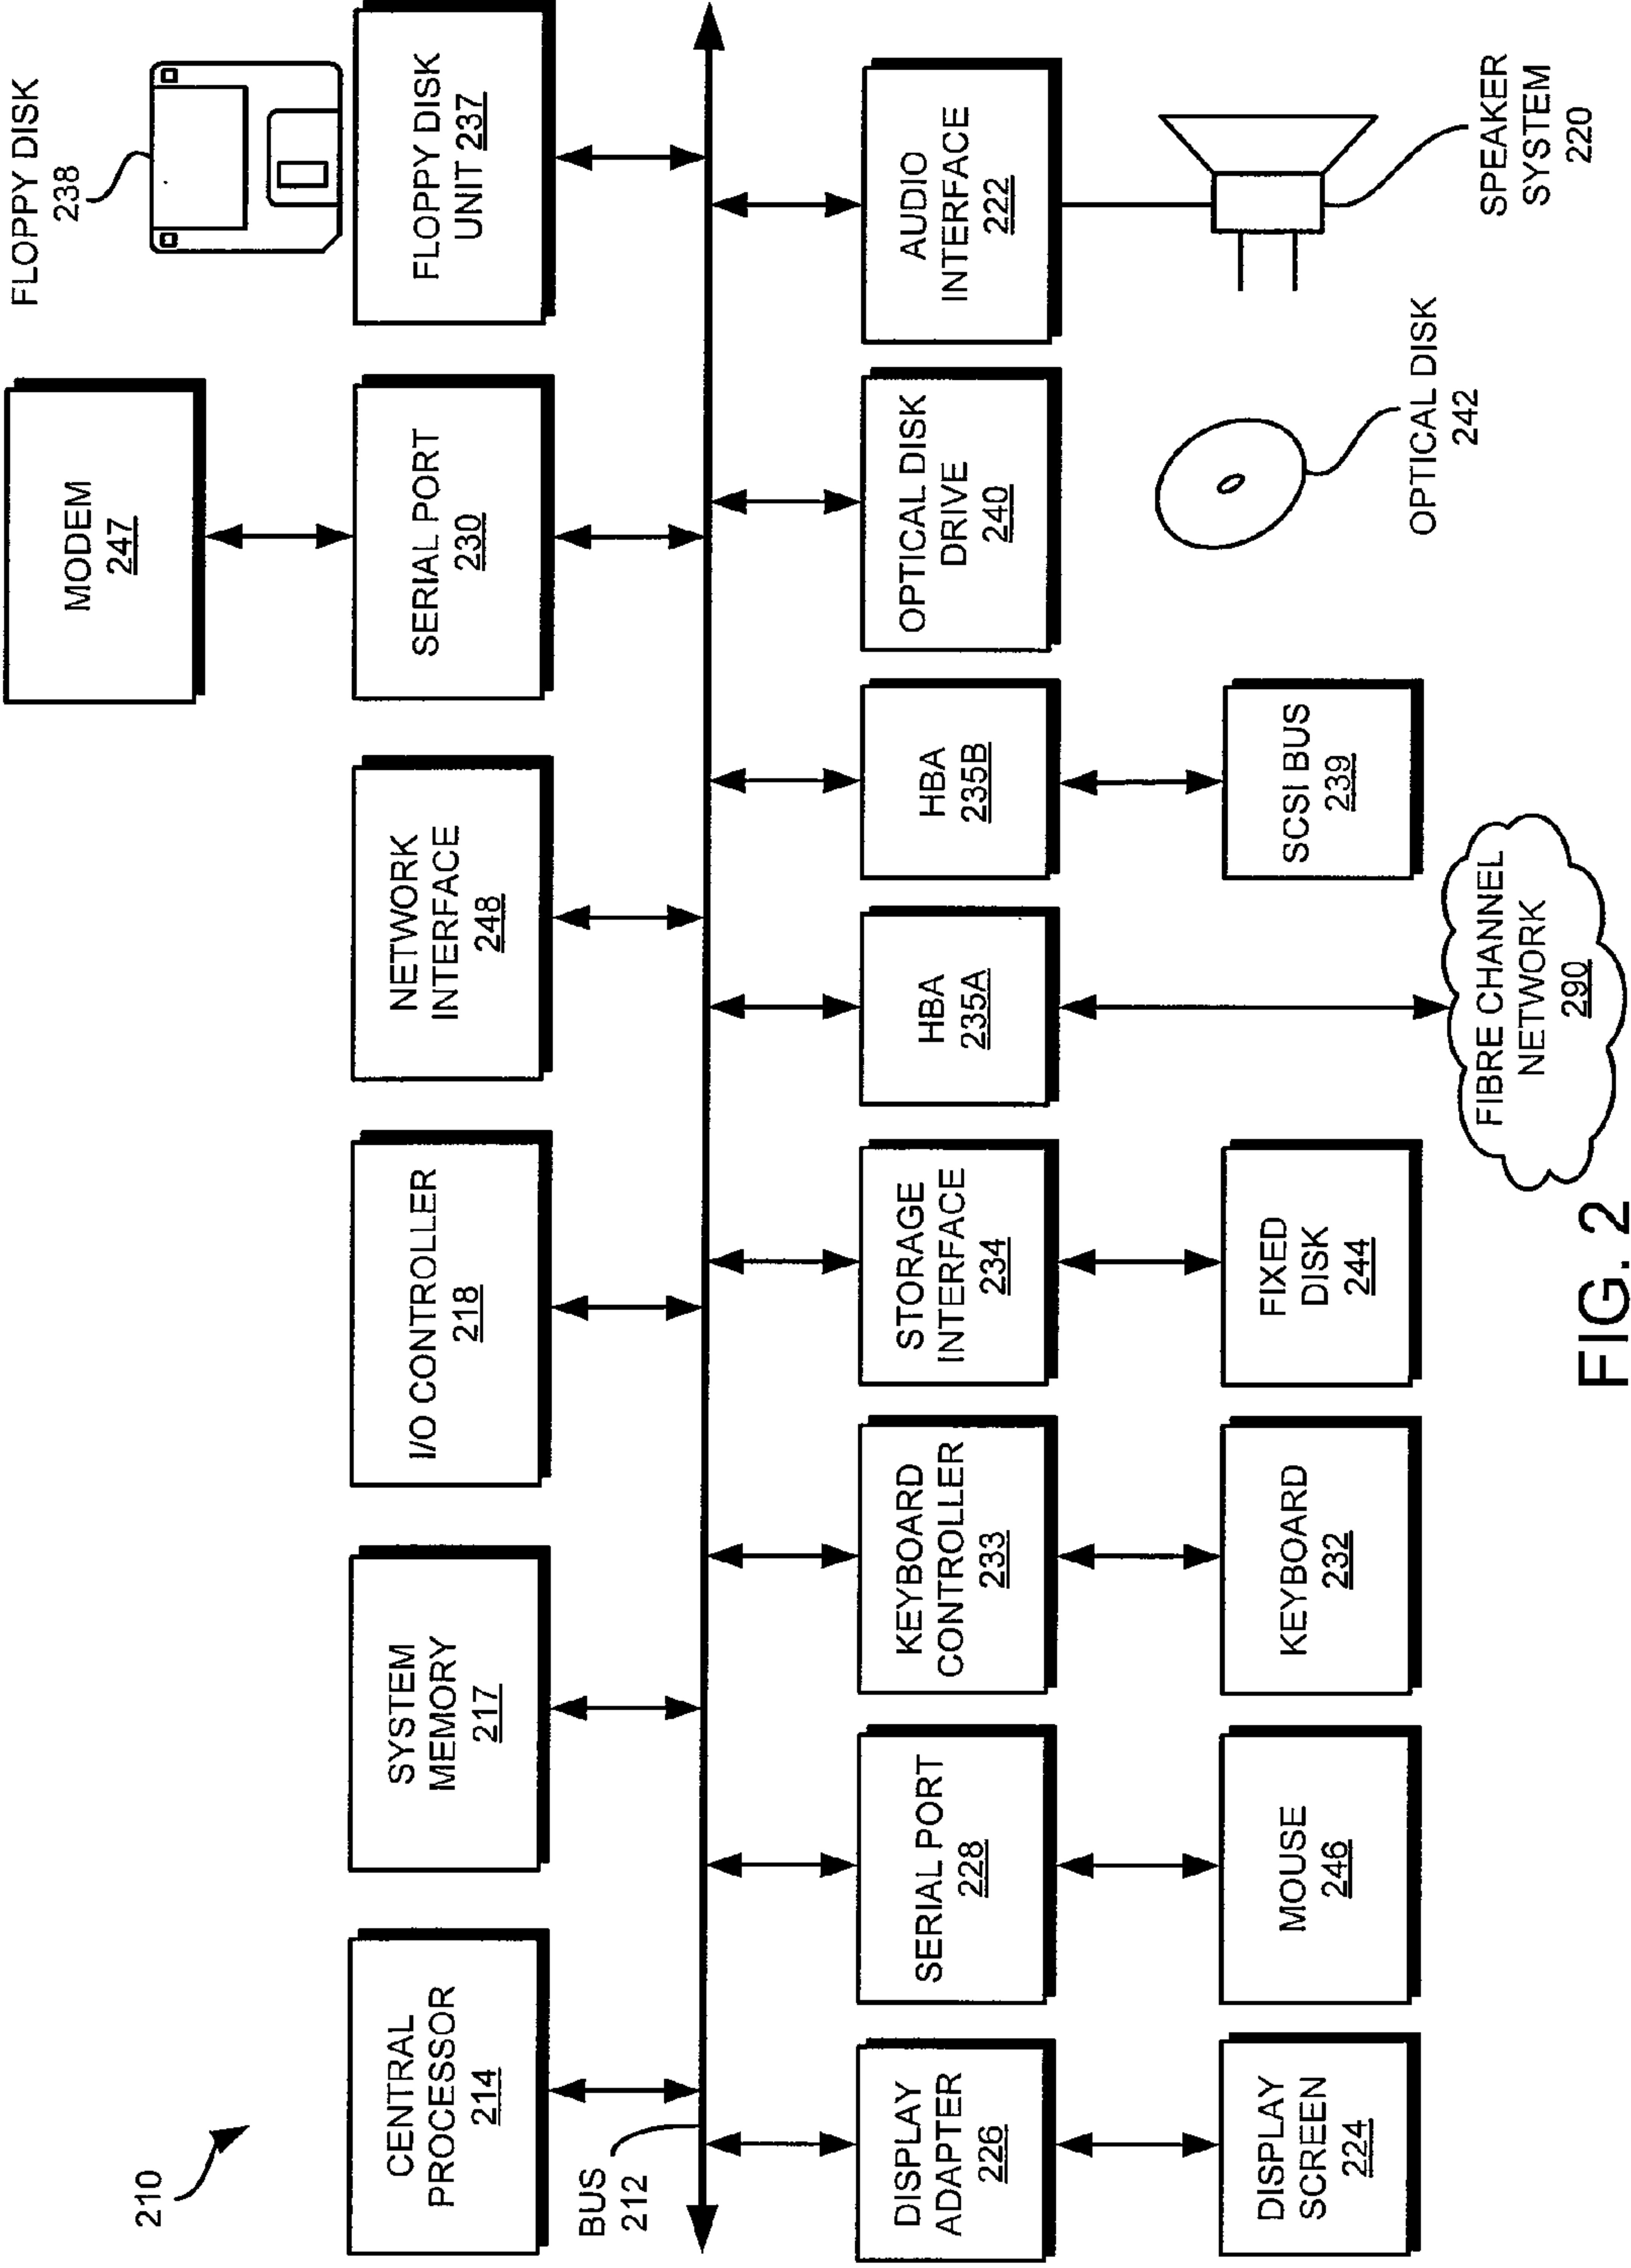 210
CENTRAL
PROCESSOR
214
SYSTEM
MEMORY
217
I/O CONTROLLER
218
NETWORK
INTERFACE
248
MODEM
247
SERIAL PORT
230
FLOPPY DISK
238
FLOPPY DISK
UNIT 237
BUS
212
DISPLAY
ADAPTER
226
SERIAL PORT
228
KEYBOARD
CONTROLLER
233
STORAGE
INTERFACE
234
HBA
235A
HBA
235B
OPTICAL DISK
DRIVE
240
AUDIO
INTERFACE
222
DISPLAY
SCREEN
224
MOUSE
246
KEYBOARD
232
FIXED
DISK
244
SCSI BUS
239
FIBRE CHANNEL
NETWORK
290
OPTICAL DISK
242
SPEAKER
SYSTEM
220
FIG. 2